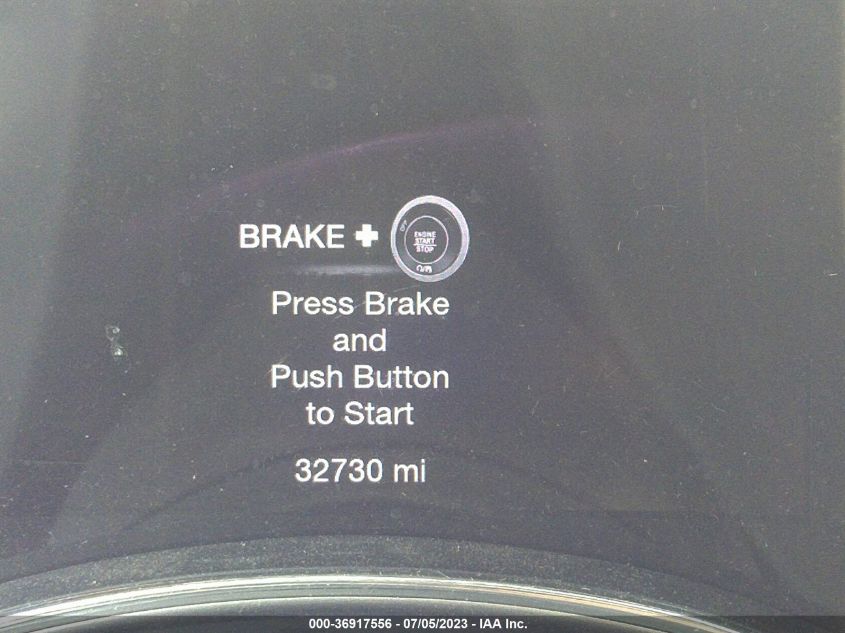 BRAKE +
OFF
ENGINE
START
STOP
Press Brake
and
Push Button
to Start
32730 mi
000-36917556 - 07/05/2023 - IAA Inc.